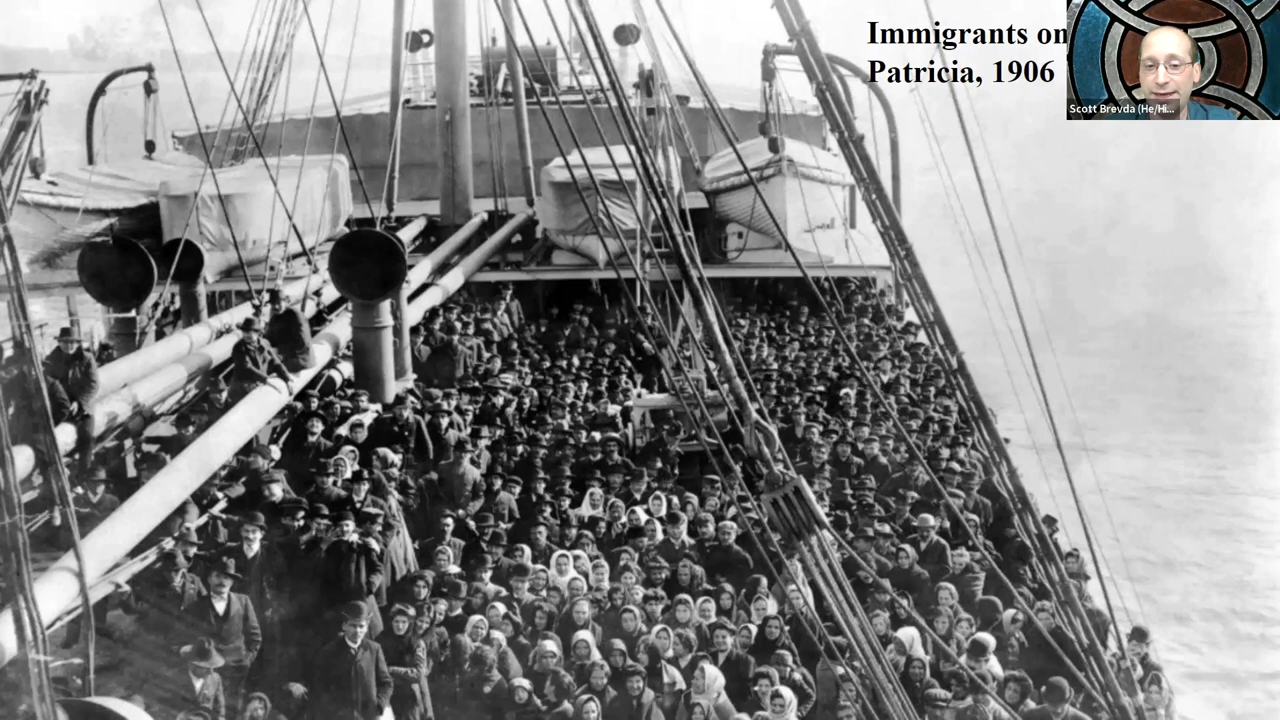 Immigrants on
Patricia, 1906
Scott Brevda (He/Hi...